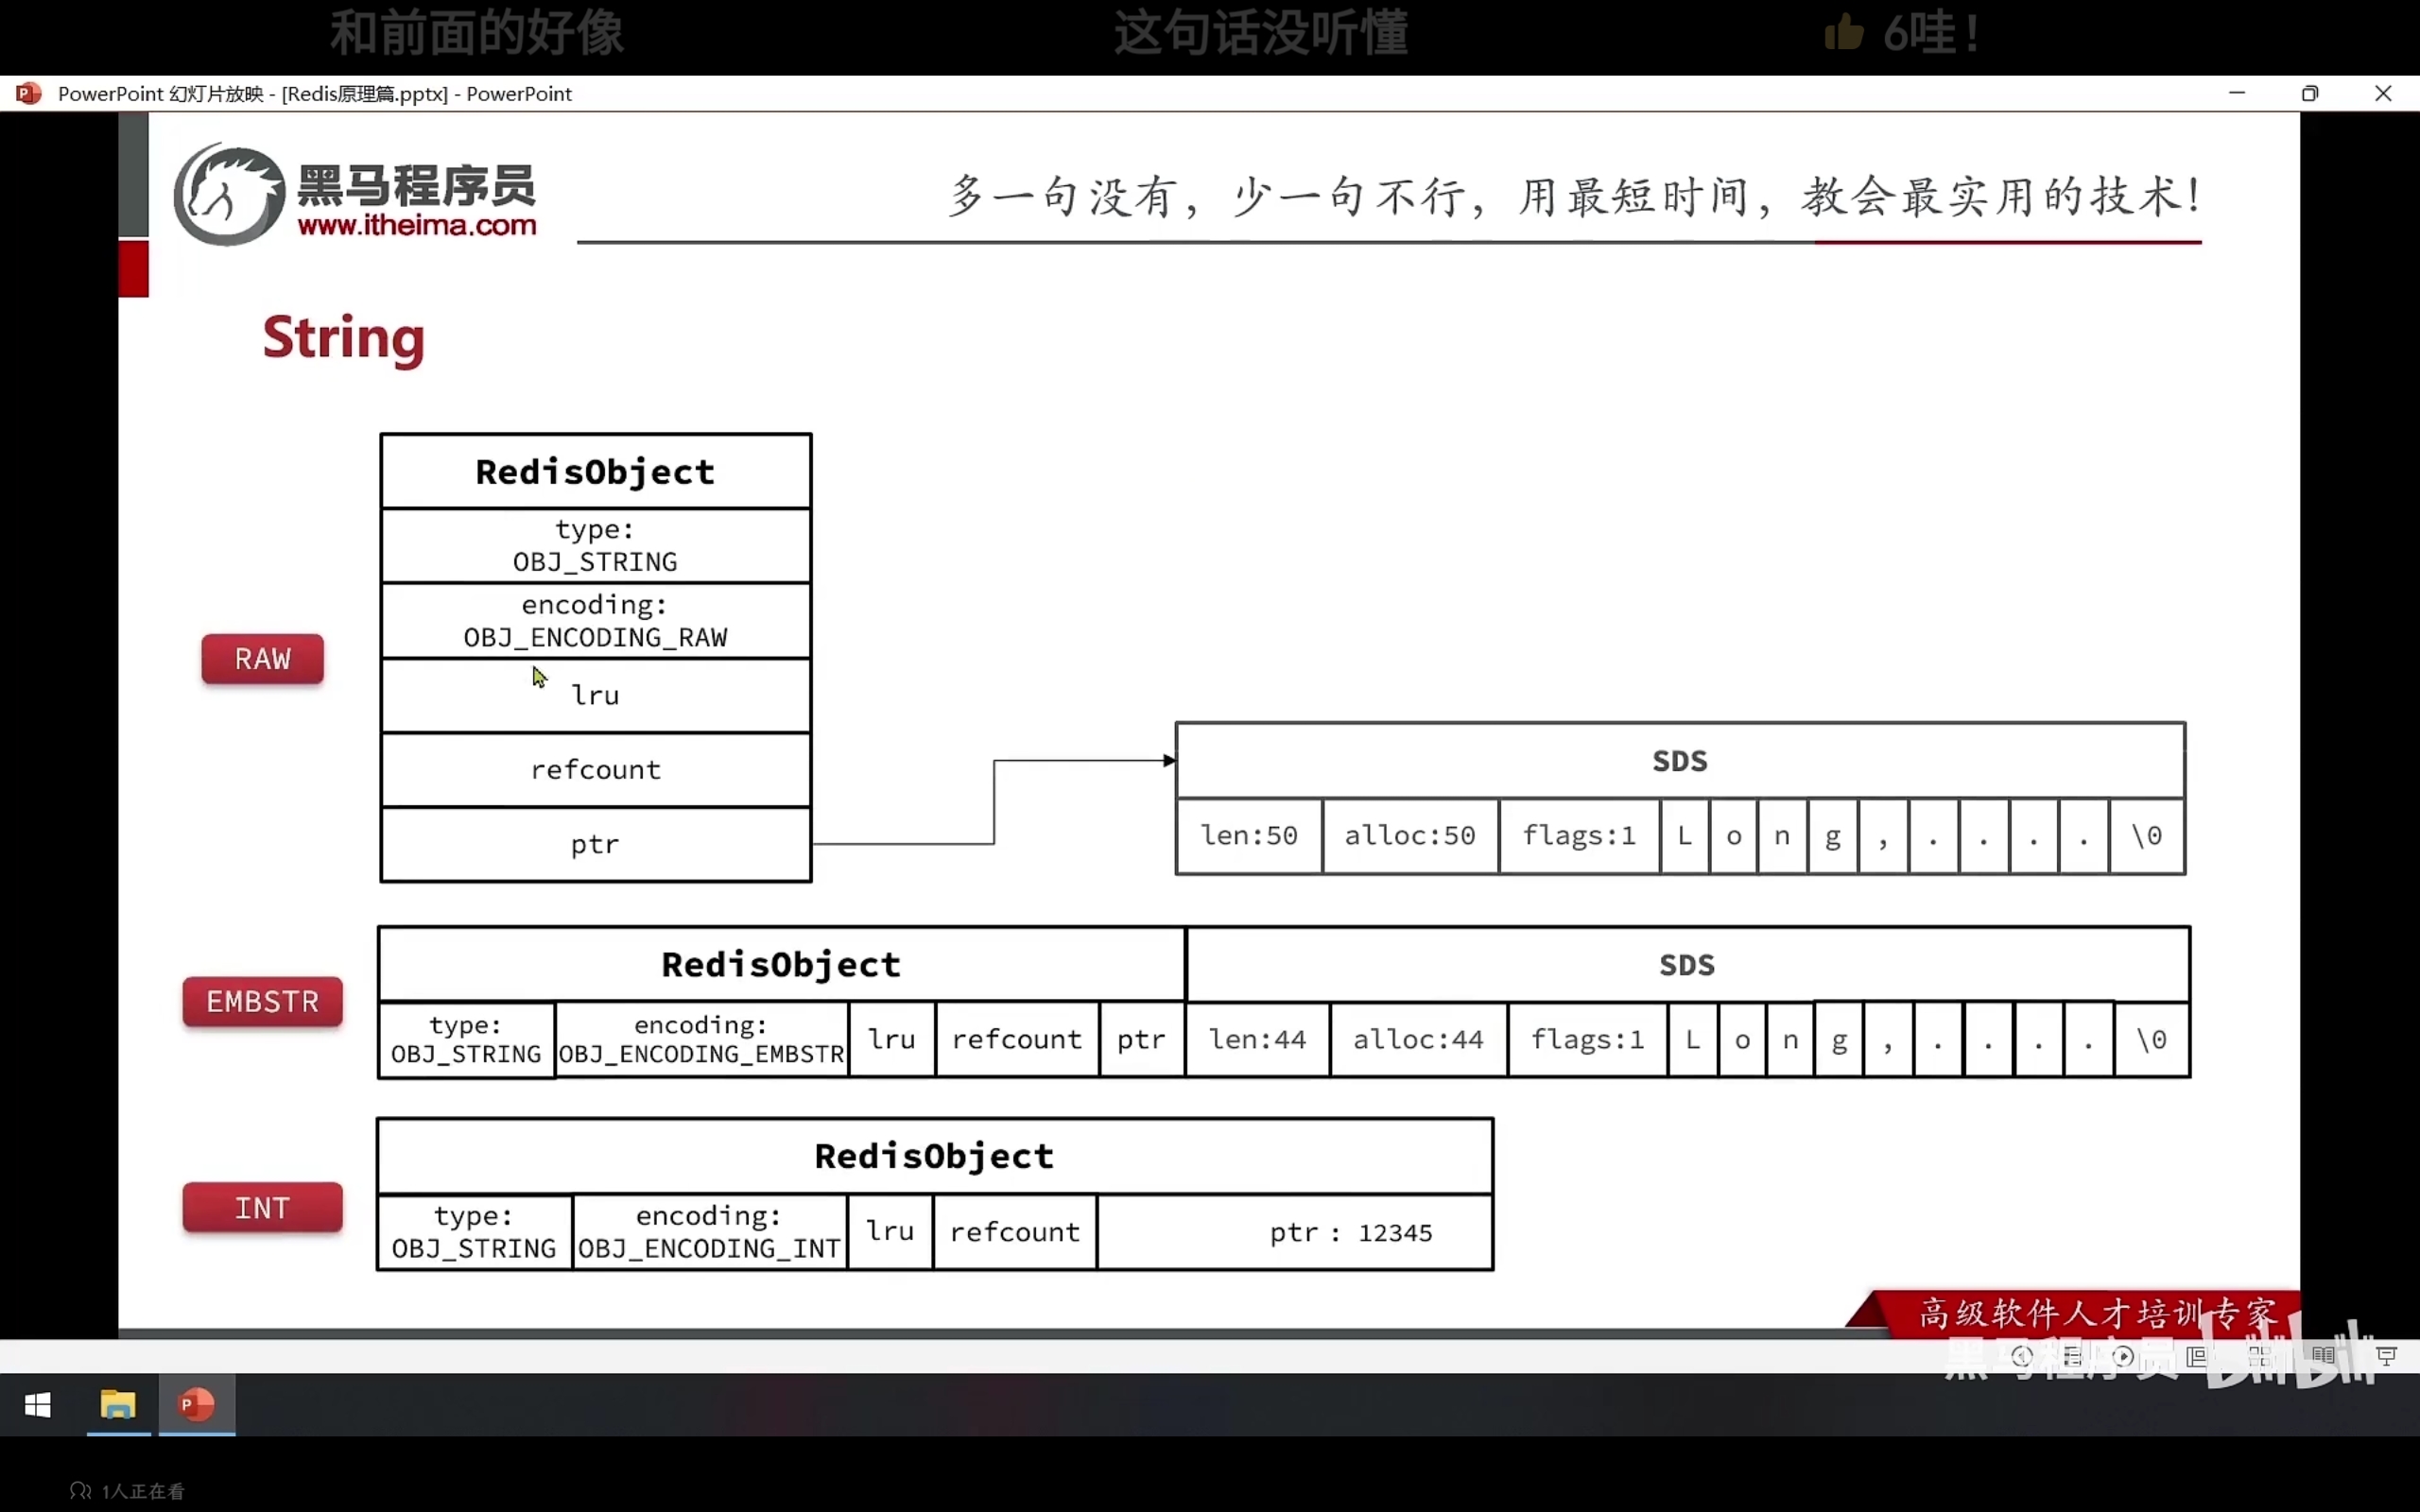 和前面的好像
这句话没听懂
6哇！
PowerPoint 幻灯片放映 - [Redis原理篇.pptx] - PowerPoint
黑马程序员
www.itheima.com
多一句没有，少一句不行，用最短时间，教会最实用的技术！
String
RAW
RedisObject
type:
OBJ_STRING
encoding:
OBJ_ENCODING_RAW
lru
refcount
ptr
SDS
len:50 alloc:50 flags:1 L o n g , . . . . \0
EMBSTR
RedisObject SDS
type:
OBJ_STRING
encoding:
OBJ_ENCODING_EMBSTR
lru refcount ptr len:44 alloc:44 flags:1 L o n g , . . . . \0
INT
RedisObject
type:
OBJ_STRING
encoding:
OBJ_ENCODING_INT
lru refcount ptr : 12345
高级软件人才培训专家
黑马程序员 bilibili
1人正在看